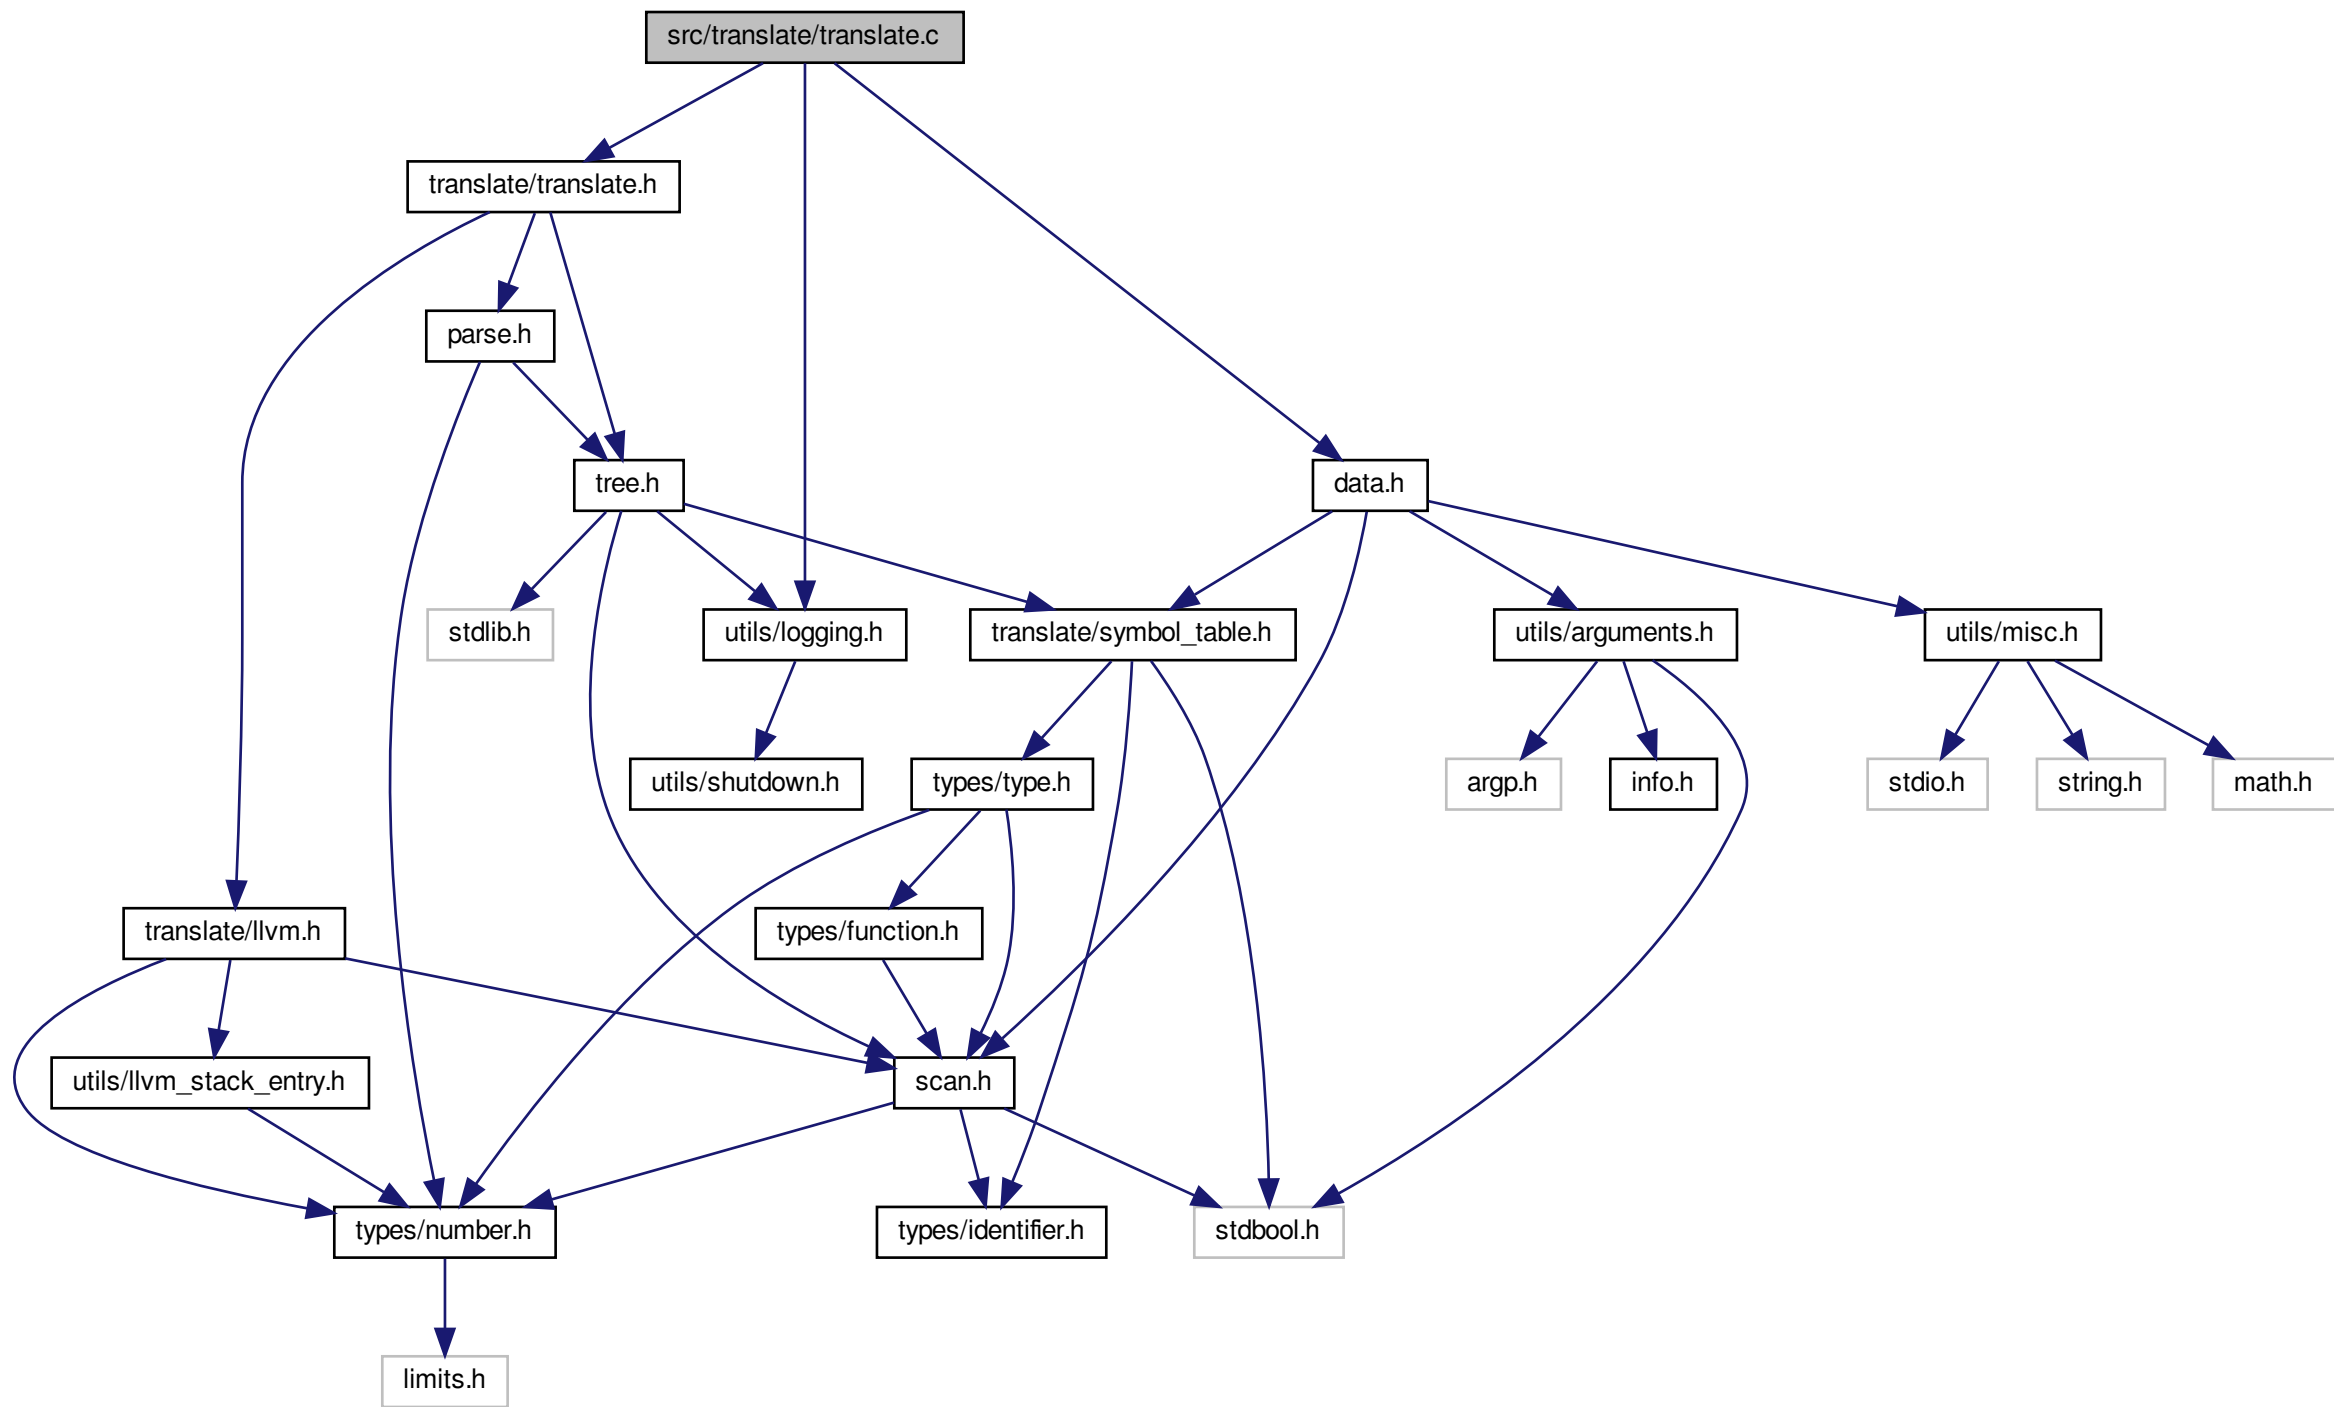 src/translate/translate.c
translate/translate.h
parse.h
tree.h
data.h
stdlib.h
utils/logging.h
translate/symbol_table.h
utils/arguments.h
utils/misc.h
utils/shutdown.h
types/type.h
argp.h
info.h
stdio.h
string.h
math.h
translate/llvm.h
types/function.h
utils/llvm_stack_entry.h
scan.h
types/number.h
types/identifier.h
stdbool.h
limits.h